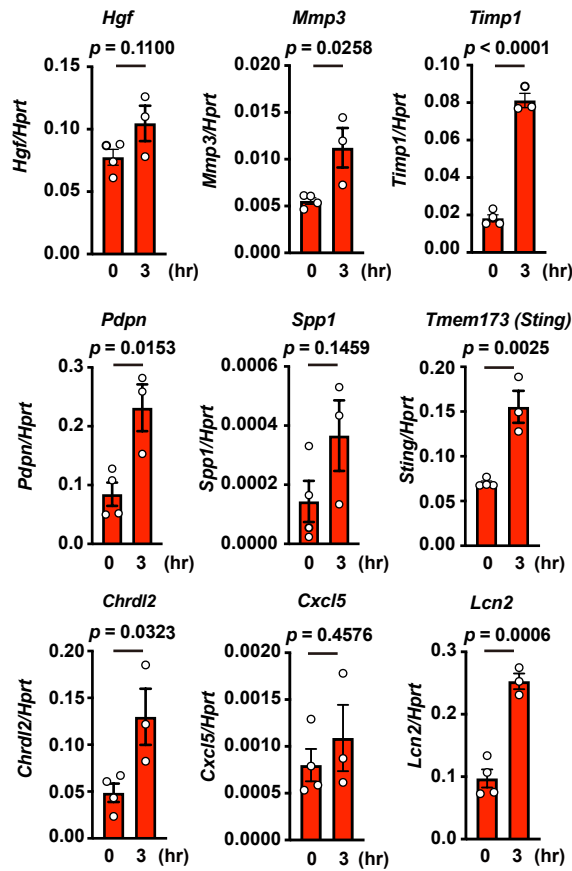 Hgf
p = 0.1100
Hgf/Hprt
0.15
0.10
0.05
0.00
0 3 (hr)
Mmp3
p = 0.0258
Mmp3/Hprt
0.020
0.015
0.010
0.005
0.000
0 3 (hr)
Timp1
p < 0.0001
Timp1/Hprt
0.10
0.08
0.06
0.04
0.02
0.00
0 3 (hr)
Pdpn
p = 0.0153
Pdpn/Hprt
0.3
0.2
0.1
0.0
0 3 (hr)
Spp1
p = 0.1459
Spp1/Hprt
0.0006
0.0004
0.0002
0.0000
0 3 (hr)
Tmem173 (Sting)
p = 0.0025
Sting/Hprt
0.20
0.15
0.10
0.05
0.00
0 3 (hr)
Chrdl2
p = 0.0323
Chrdl2/Hprt
0.20
0.15
0.10
0.05
0.00
0 3 (hr)
Cxcl5
p = 0.4576
Cxcl5/Hprt
0.0020
0.0015
0.0010
0.0005
0.0000
0 3 (hr)
Lcn2
p = 0.0006
Lcn2/Hprt
0.3
0.2
0.1
0.0
0 3 (hr)